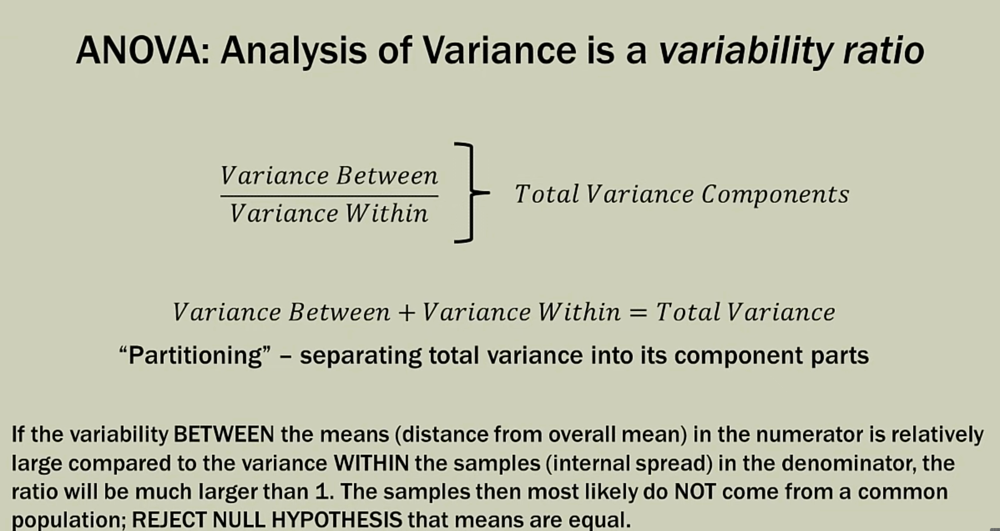 ANOVA: Analysis of Variance is a variability ratio
Variance Between
Variance Within
Total Variance Components
Variance Between + Variance Within = Total Variance
“Partitioning” – separating total variance into its component parts
If the variability BETWEEN the means (distance from overall mean) in the numerator is relatively
large compared to the variance WITHIN the samples (internal spread) in the denominator, the
ratio will be much larger than 1. The samples then most likely do NOT come from a common
population; REJECT NULL HYPOTHESIS that means are equal.